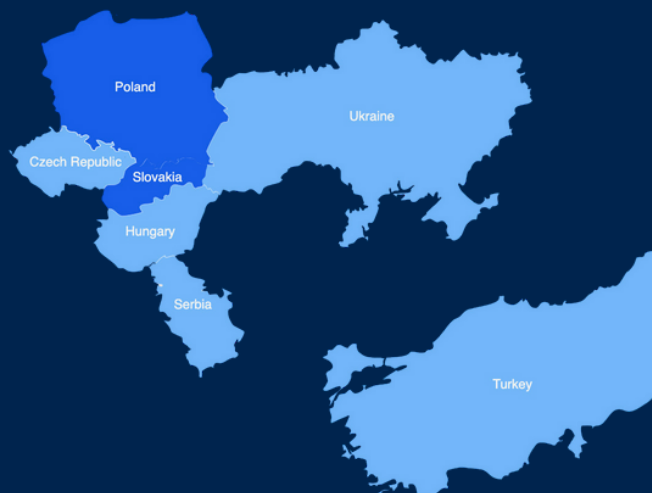 Poland
Ukraine
Czech Republic
Slovakia
Hungary
Serbia
Turkey